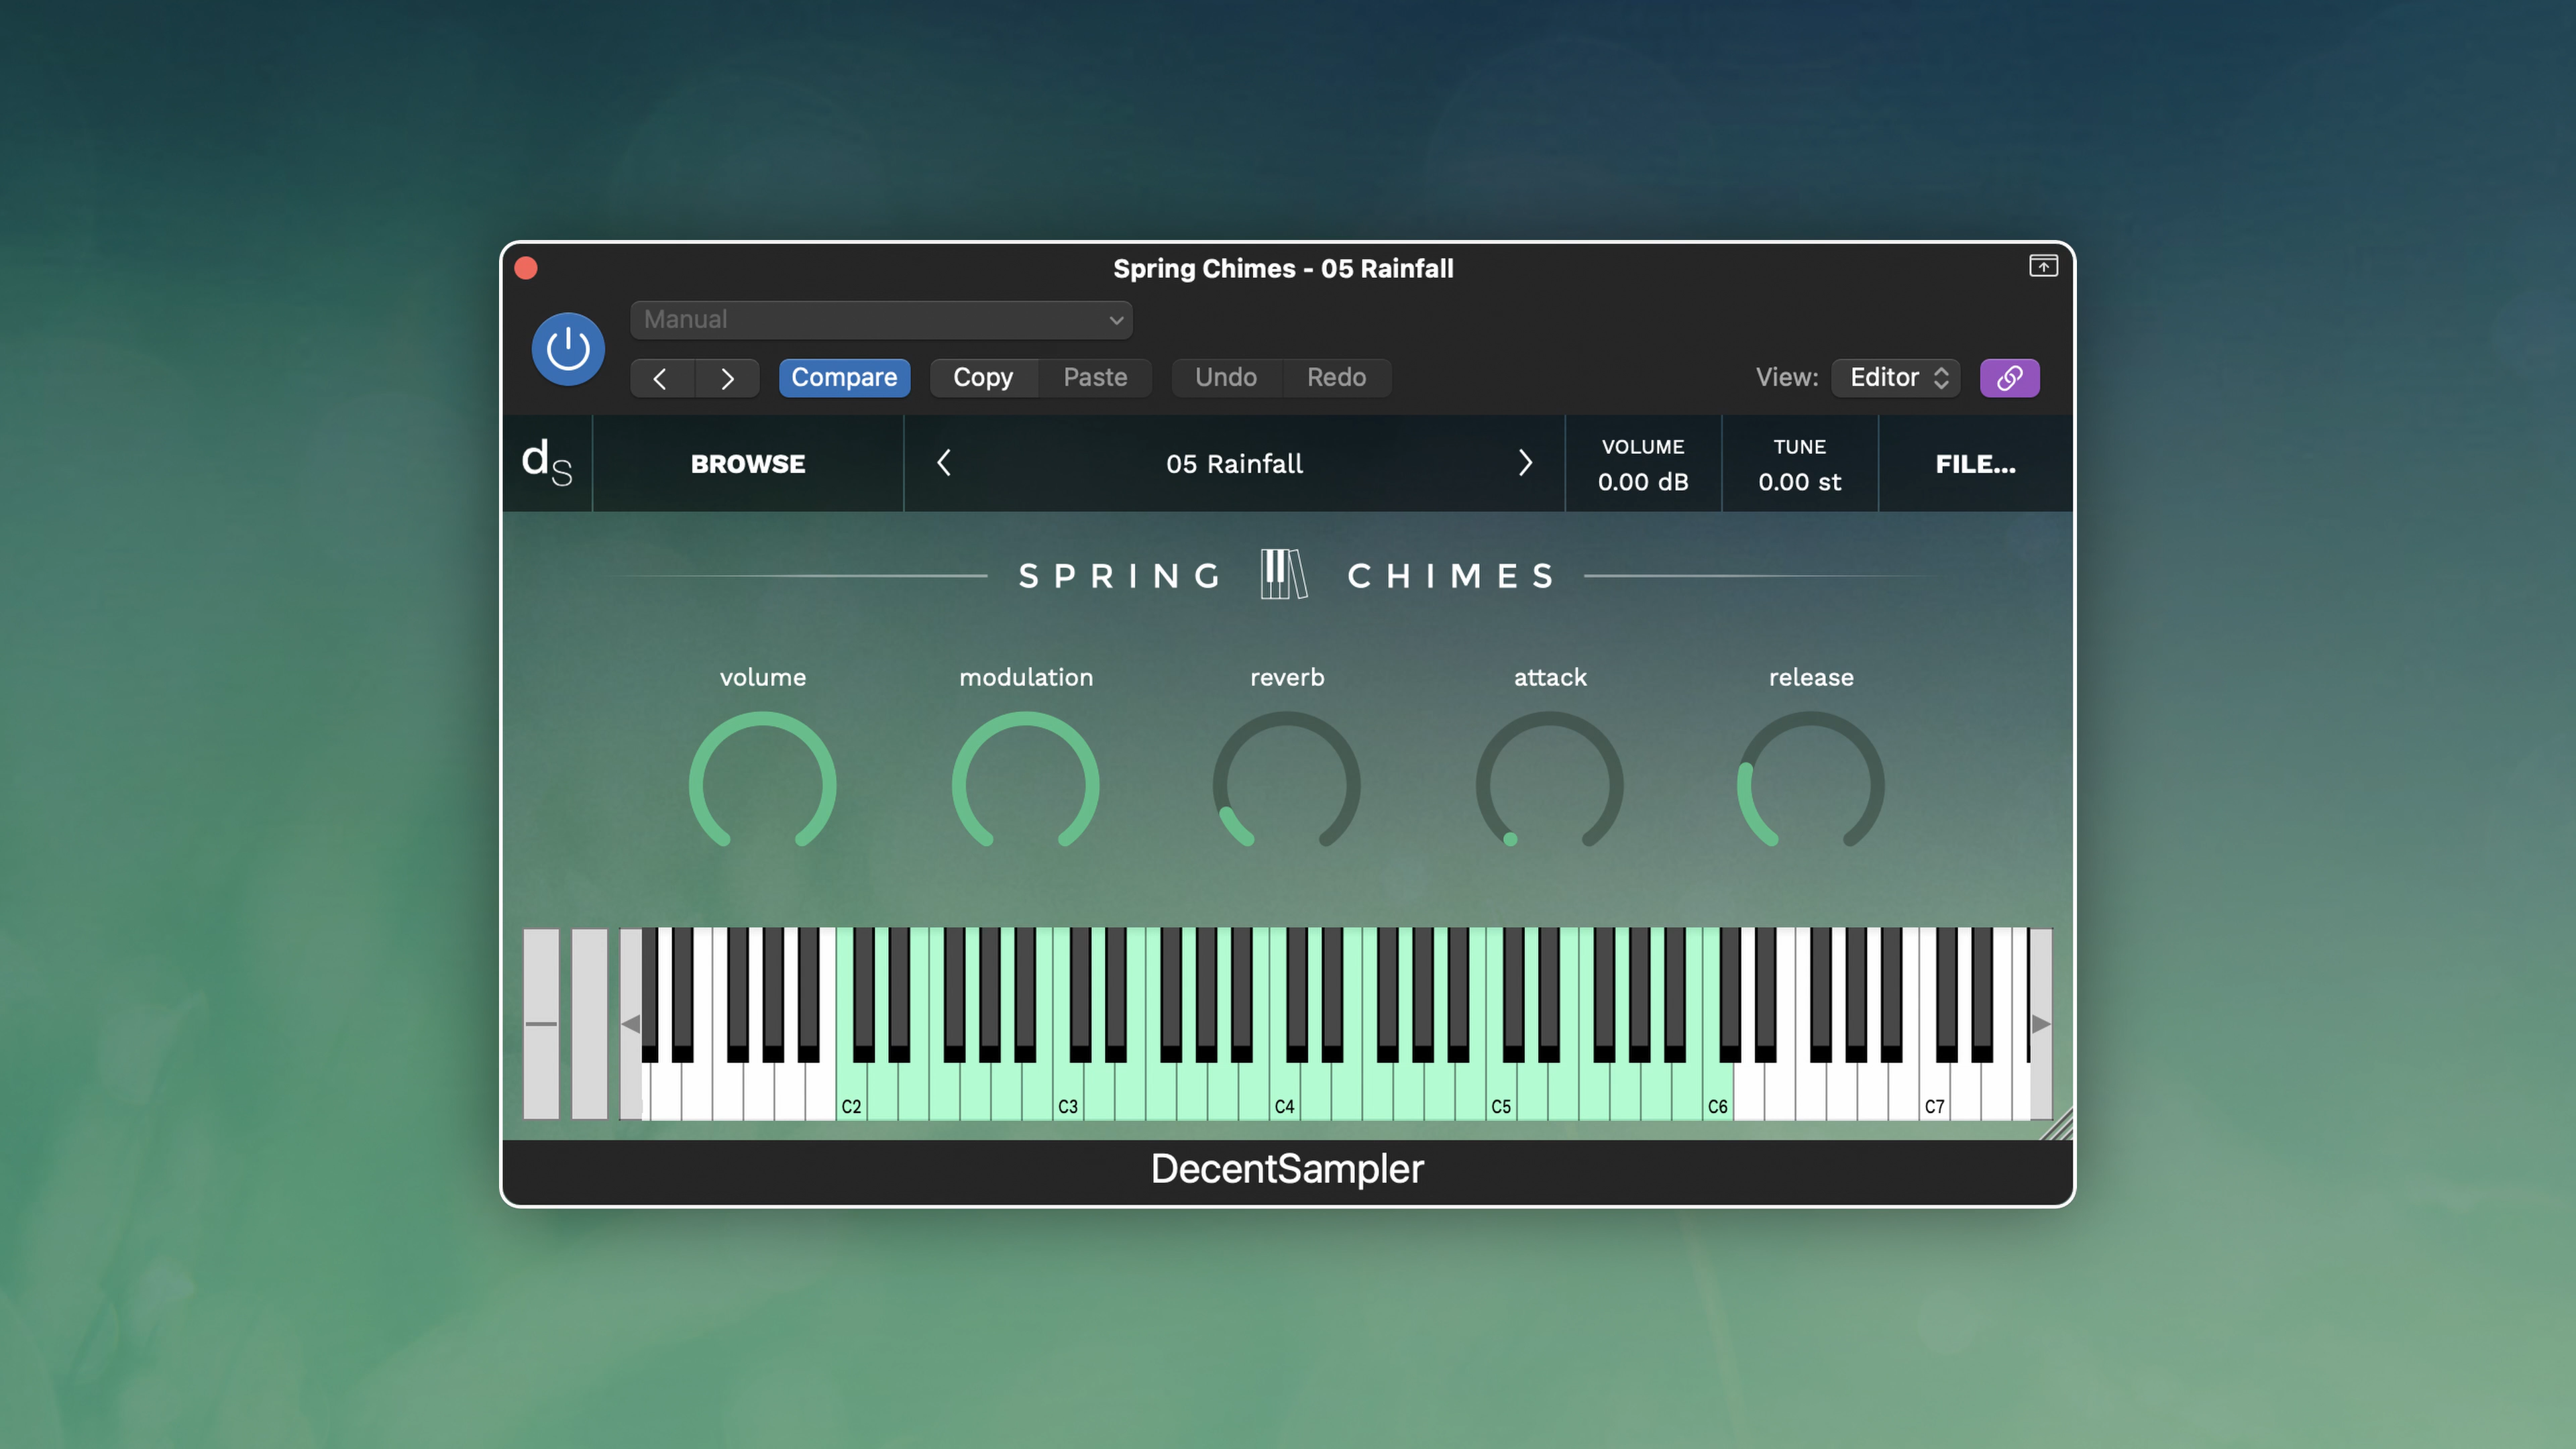 Spring Chimes - 05 Rainfall
Manual
Compare
Copy
Paste
Undo
Redo
View:
Editor
ds
BROWSE
05 Rainfall
VOLUME
0.00 dB
TUNE
0.00 st
FILE...
SPRING CHIMES
volume
modulation
reverb
attack
release
C2
C3
C4
C5
C6
C7
DecentSampler